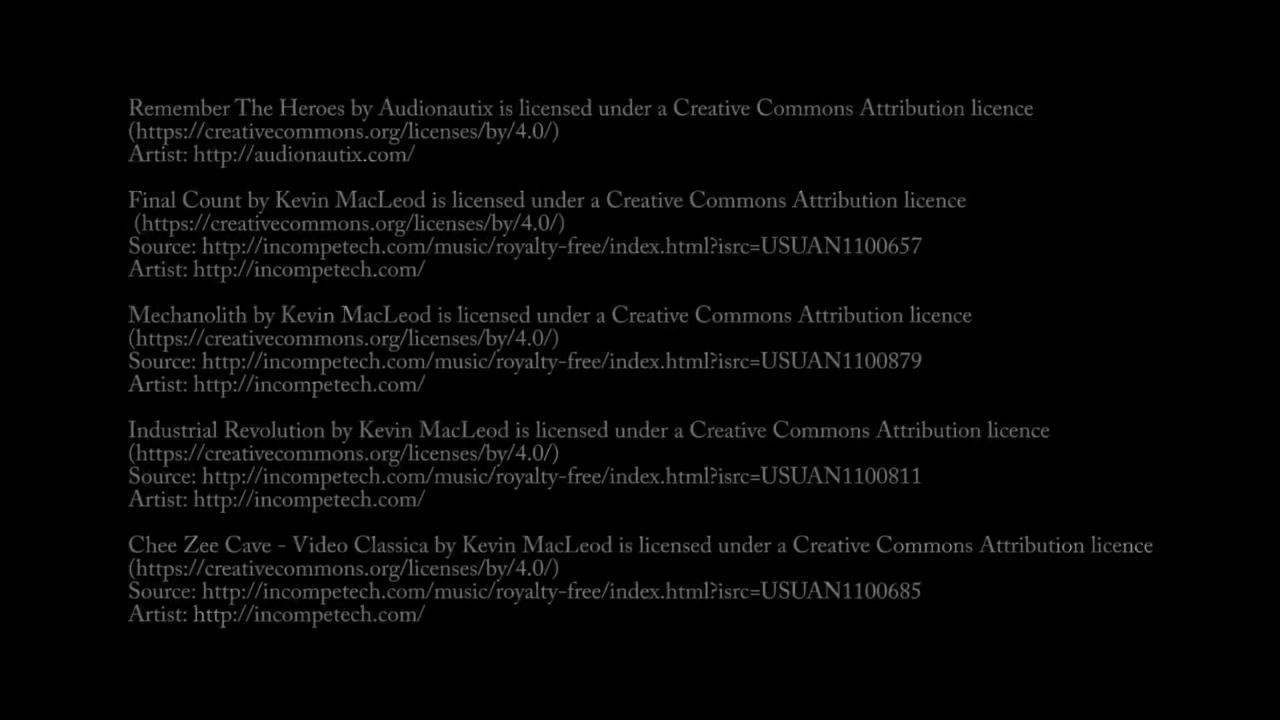 Remember The Heroes by Audionautix is licensed under a Creative Commons Attribution licence
(https://creativecommons.org/licenses/by/4.0/)
Artist: http://audionautix.com/
Final Count by Kevin MacLeod is licensed under a Creative Commons Attribution licence
(https://creativecommons.org/licenses/by/4.0/)
Source: http://incompetech.com/music/royalty-free/index.html?isrc=USUAN1100657
Artist: http://incompetech.com/
Mechanolith by Kevin MacLeod is licensed under a Creative Commons Attribution licence
(https://creativecommons.org/licenses/by/4.0/)
Source: http://incompetech.com/music/royalty-free/index.html?isrc=USUAN1100879
Artist: http://incompetech.com/
Industrial Revolution by Kevin MacLeod is licensed under a Creative Commons Attribution licence
(https://creativecommons.org/licenses/by/4.0/)
Source: http://incompetech.com/music/royalty-free/index.html?isrc=USUAN1100811
Artist: http://incompetech.com/
Chee Zee Cave - Video Classica by Kevin MacLeod is licensed under a Creative Commons Attribution licence
(https://creativecommons.org/licenses/by/4.0/)
Source: http://incompetech.com/music/royalty-free/index.html?isrc=USUAN1100685
Artist: http://incompetech.com/